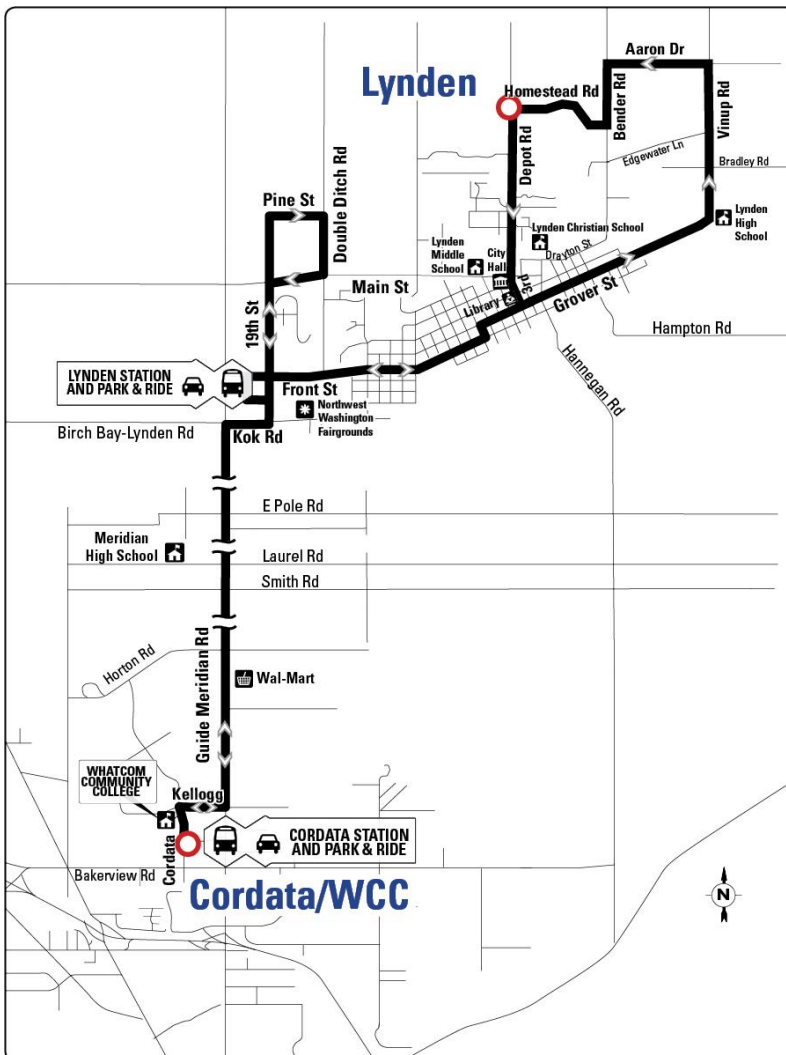 Lynden
Aaron Dr
Homestead Rd
Bender Rd
Vinup Rd
Depot Rd
Edgewater Ln
Bradley Rd
Double Ditch Rd
Pine St
Lynden
High
School
Lynden Christian School
Drayton St
Lynden
Middle
School
City
Hall
3rd
Library
Main St
Grover St
19th St
Hampton Rd
Hannegan Rd
LYNDEN STATION
AND PARK & RIDE
Front St
Northwest
Washington
Fairgrounds
Birch Bay-Lynden Rd
Kok Rd
E Pole Rd
Meridian
High School
Laurel Rd
Smith Rd
Horton Rd
Guide Meridian Rd
Wal-Mart
WHATCOM
COMMUNITY
COLLEGE
Kellogg
Cordata
CORDATA STATION
AND PARK & RIDE
Bakerview Rd
Cordata/WCC
N